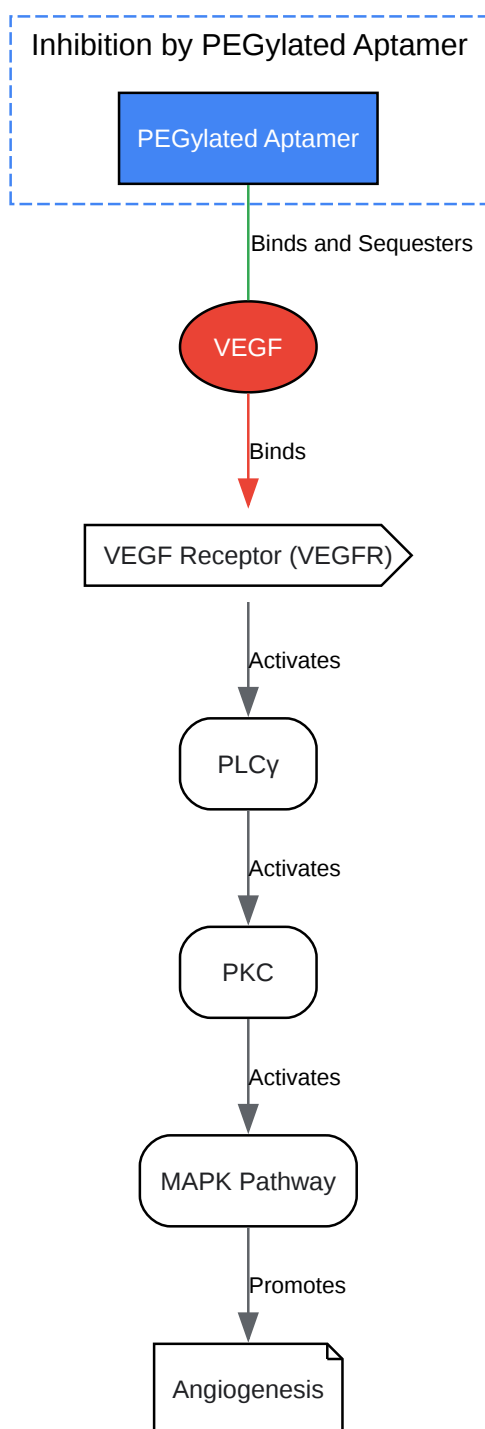 Inhibition by PEGylated Aptamer
PEGylated Aptamer
Binds and Sequesters
VEGF
Binds
VEGF Receptor (VEGFR)
Activates
PLCγ
Activates
PKC
Activates
MAPK Pathway
Promotes
Angiogenesis